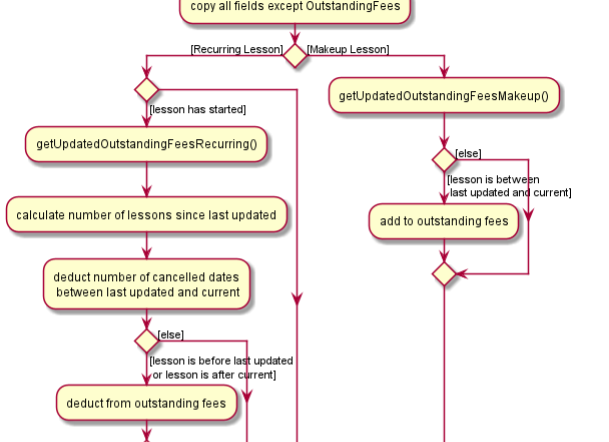 copy all fields except OutstandingFees
[Recurring Lesson]
[Makeup Lesson]
[lesson has started]
getUpdatedOutstandingFeesRecurring()
calculate number of lessons since last updated
deduct number of cancelled dates
between last updated and current
[else]
[lesson is before last updated
or lesson is after current]
deduct from outstanding fees
getUpdatedOutstandingFeesMakeup()
[else]
[lesson is between
last updated and current]
add to outstanding fees